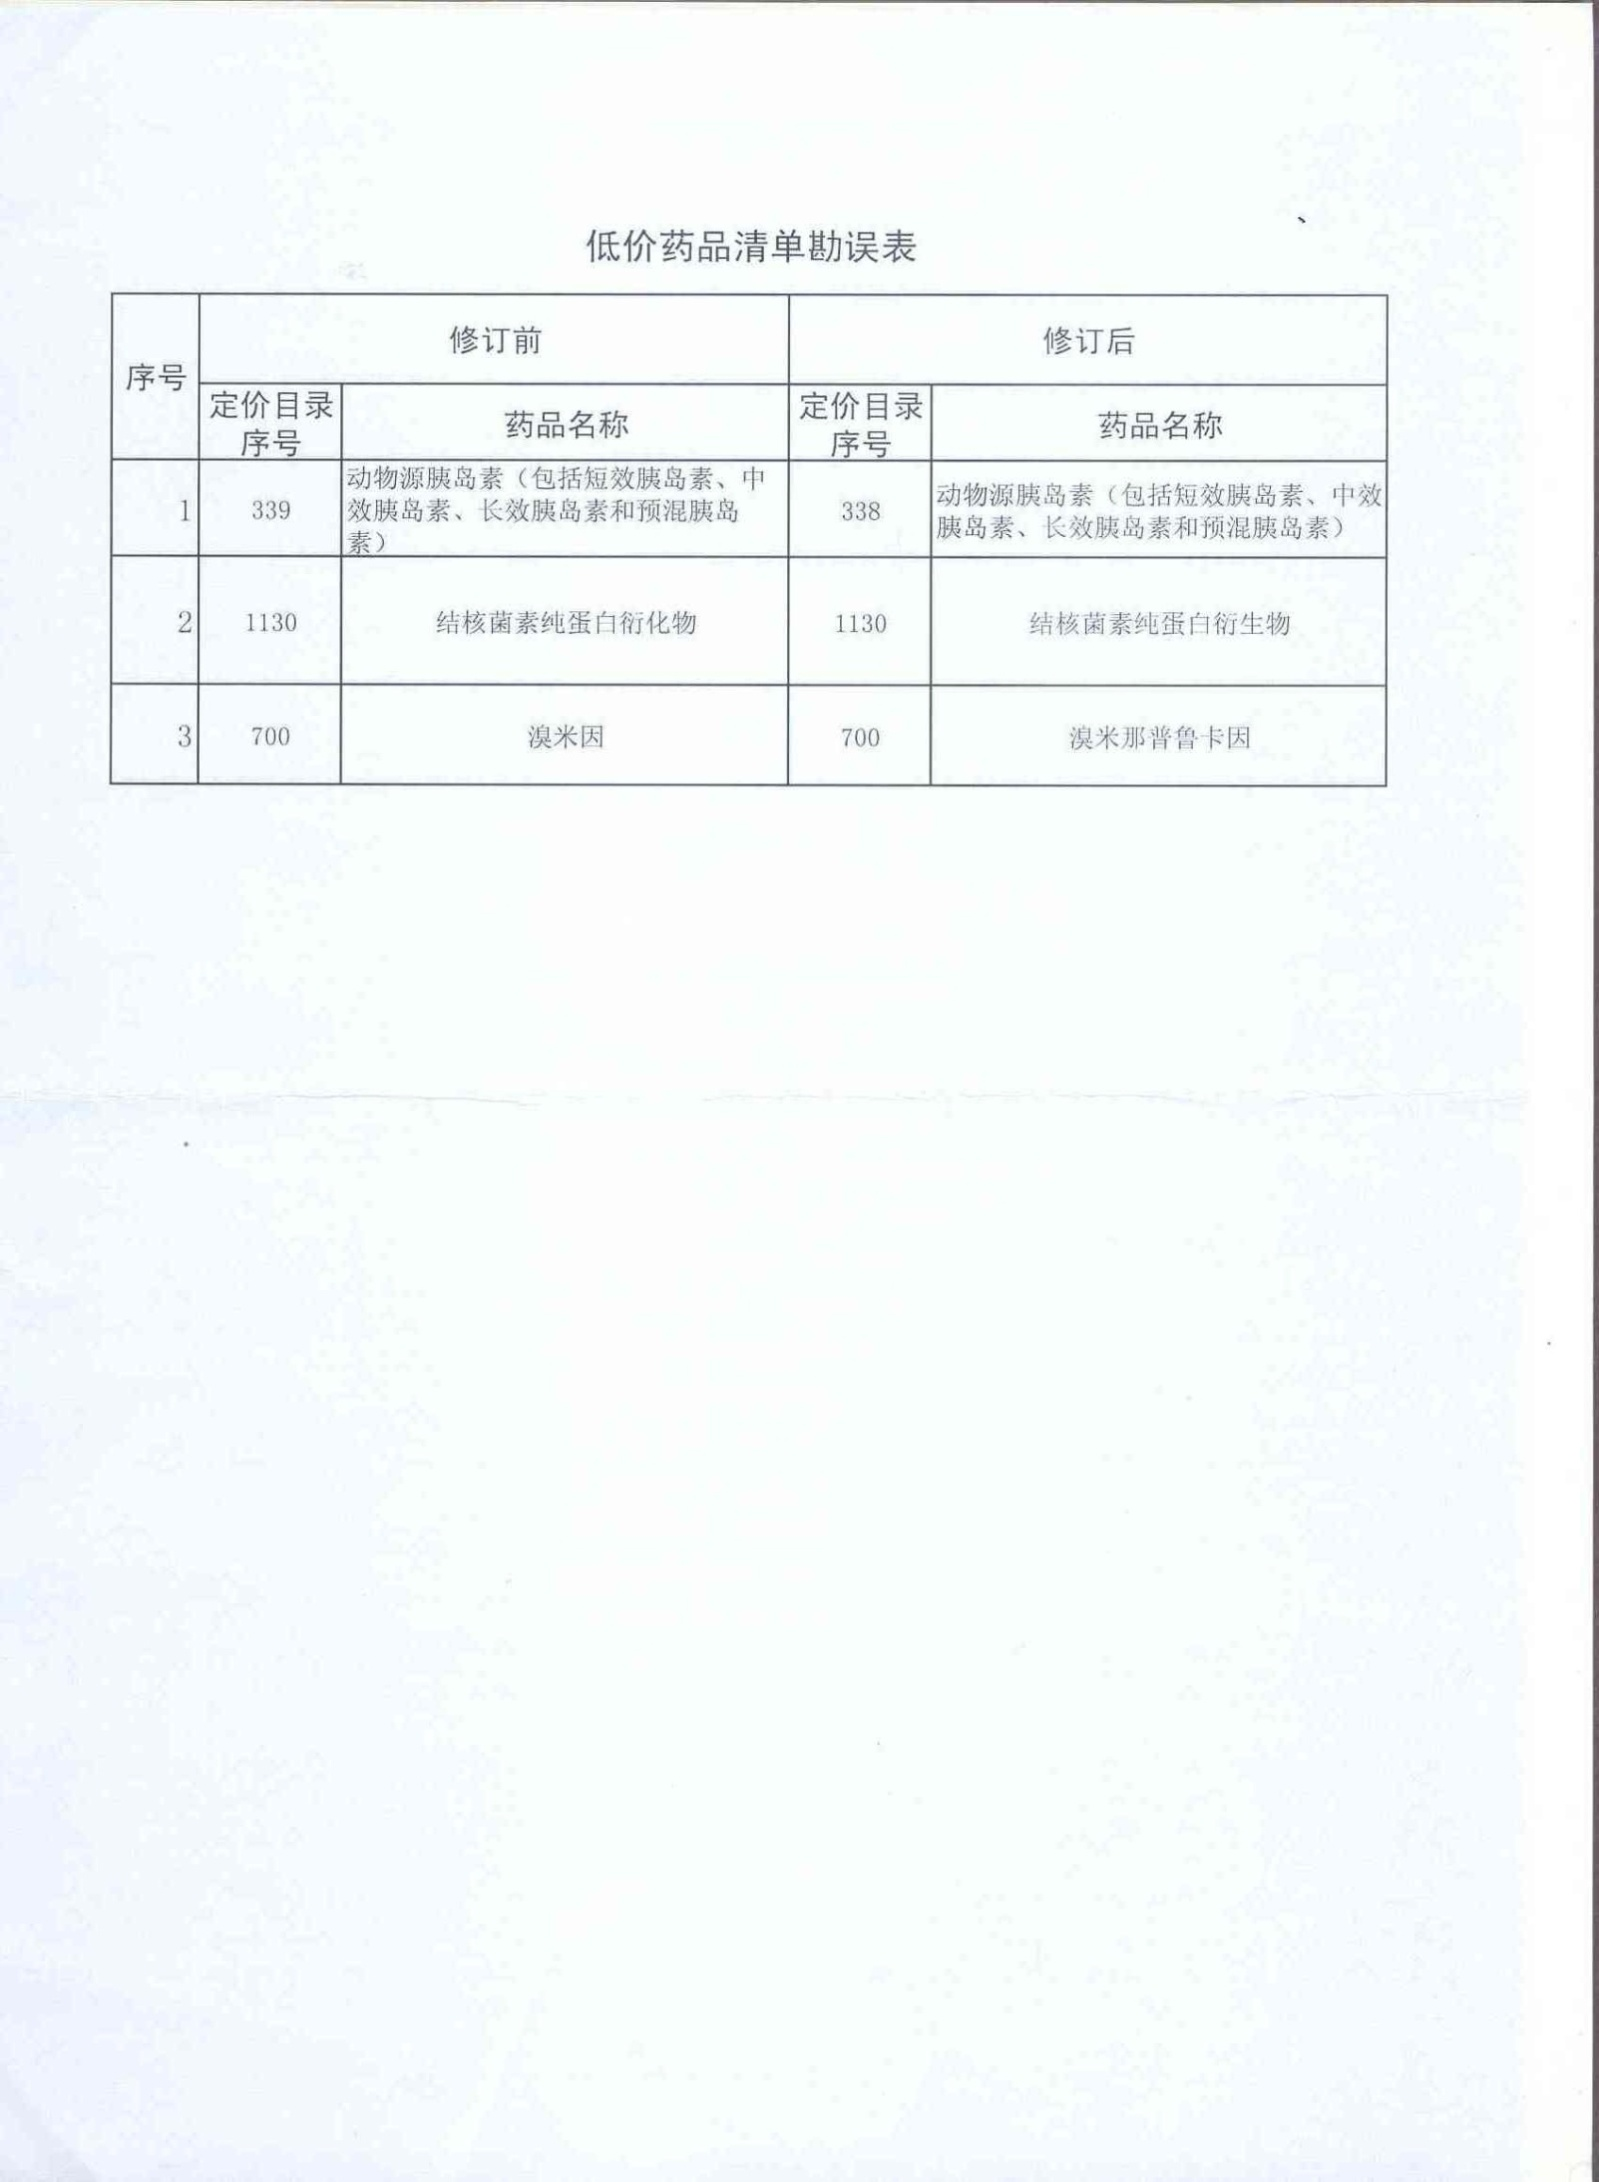 低价药品清单勘误表
序号
修订前
修订后
定价目录
序号
药品名称
定价目录
序号
药品名称
1
339
动物源胰岛素（包括短效胰岛素、中
效胰岛素、长效胰岛素和预混胰岛
素）
338
动物源胰岛素（包括短效胰岛素、中效
胰岛素、长效胰岛素和预混胰岛素）
2
1130
结核菌素纯蛋白衍化物
1130
结核菌素纯蛋白衍生物
3
700
溴米因
700
溴米那普鲁卡因